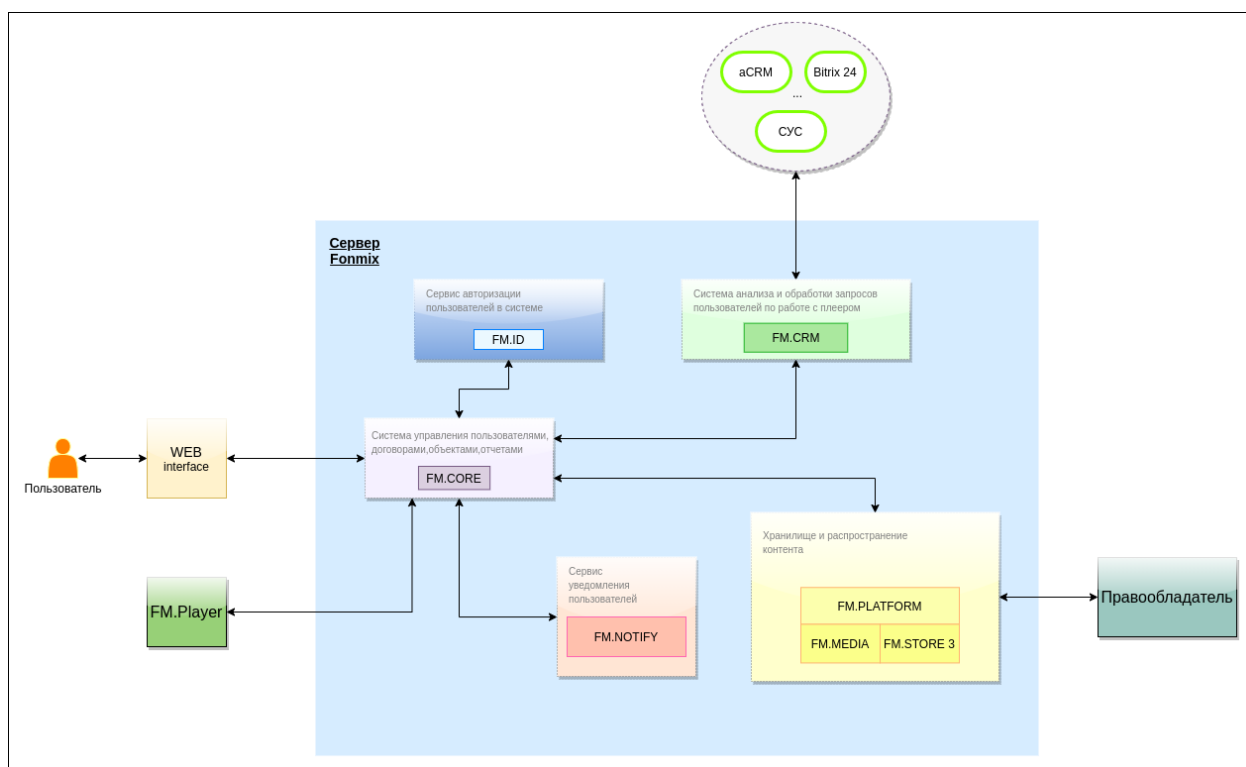 aCRM
Bitrix 24
...
СУС
Сервер
Fonmix
Сервис авторизации
пользователей в системе
FM.ID
Система анализа и обработки запросов
пользователей по работе с плеером
FM.CRM
Система управления пользователями,
договорами,объектами,отчетами
FM.CORE
WEB
interface
Пользователь
FM.Player
Сервис
уведомления
пользователей
FM.NOTIFY
Хранилище и распространение
контента
FM.PLATFORM
FM.MEDIA
FM.STORE 3
Правообладатель